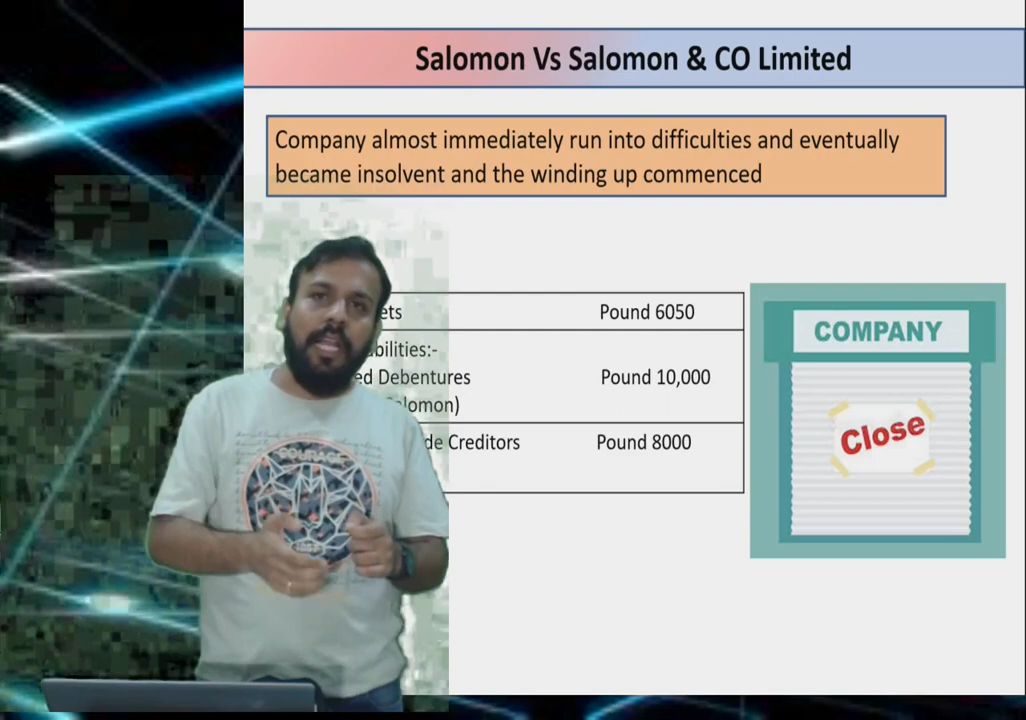 Salomon Vs Salomon & CO Limited
Company almost immediately run into difficulties and eventually
became insolvent and the winding up commenced
ets Pound 6050
bilities:-
ed Debentures Pound 10,000
alomon)
de Creditors Pound 8000
COMPANY
Close
COURAGE